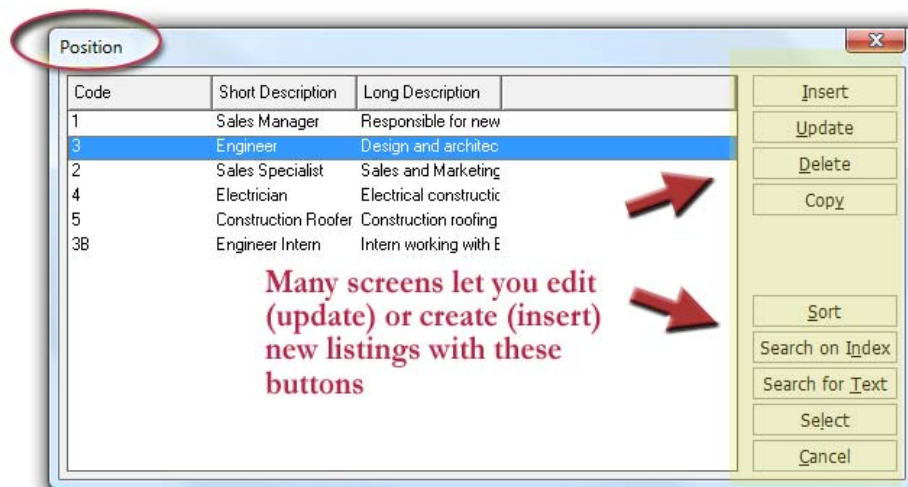 Position
Code Short Description Long Description
1 Sales Manager Responsible for new
3 Engineer Design and architec
2 Sales Specialist Sales and Marketing
4 Electrician Electrical constructic
5 Construction Roofer Construction roofing
3B Engineer Intern Intern working with E
Many screens let you edit
(update) or create (insert)
new listings with these
buttons
Insert
Update
Delete
Copy
Sort
Search on Index
Search for Text
Select
Cancel